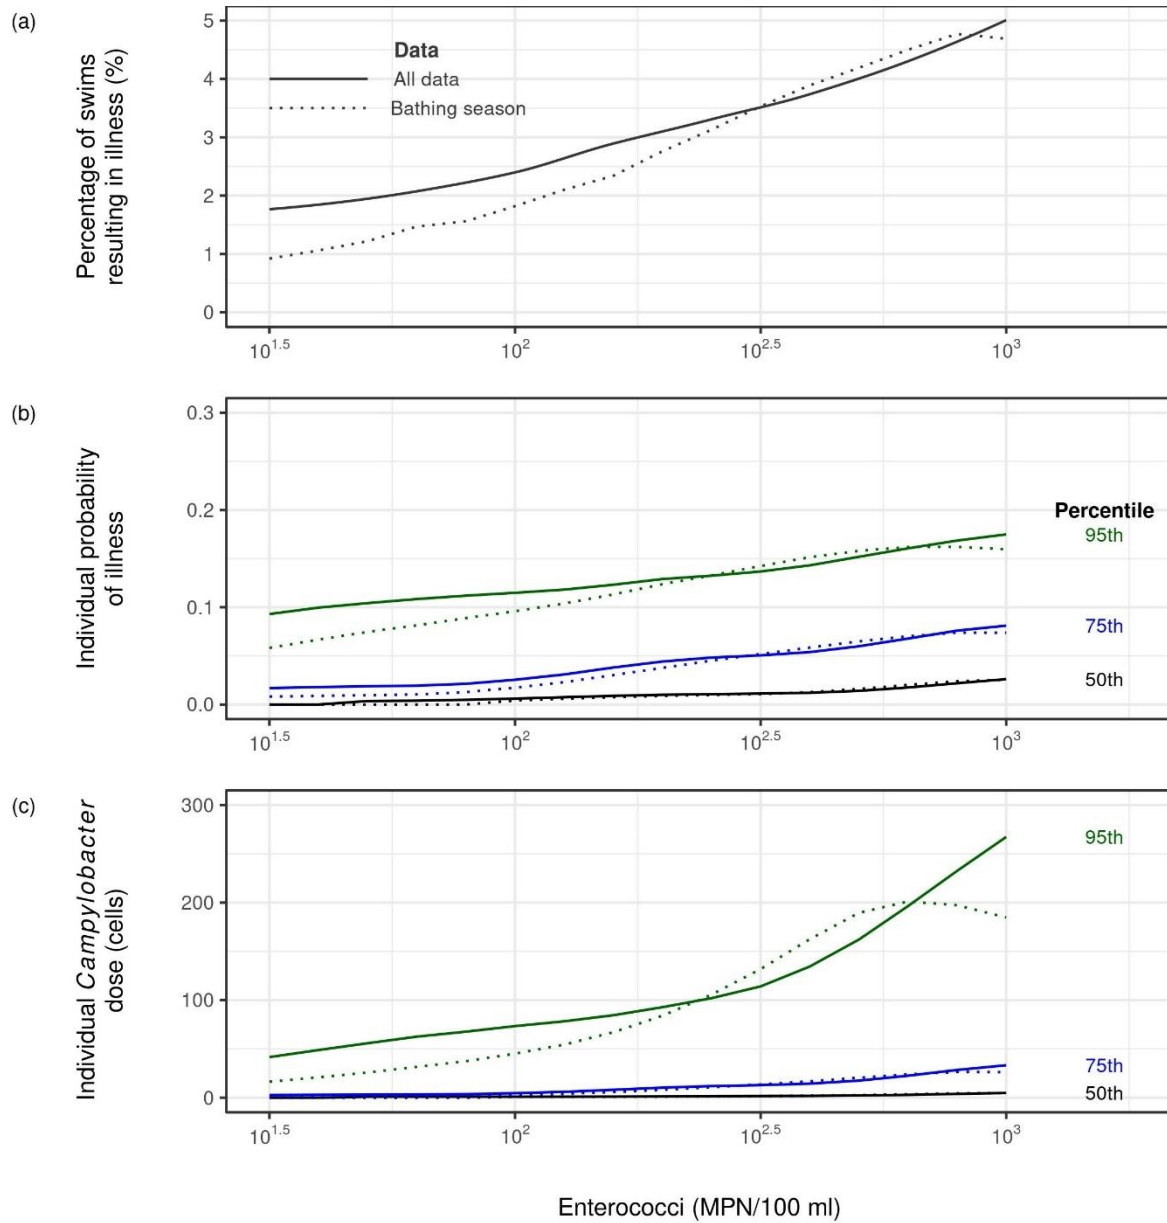 (a)
Percentage of swims
resulting in illness (%)
5
4
3
2
1
0
Data
All data
Bathing season
10^1.5
10^2
10^2.5
10^3
(b)
Individual probability
of illness
0.3
0.2
0.1
0.0
Percentile
95th
75th
50th
10^1.5
10^2
10^2.5
10^3
(c)
Individual Campylobacter
dose (cells)
300
200
100
0
95th
75th
50th
10^1.5
10^2
10^2.5
10^3
Enterococci (MPN/100 ml)